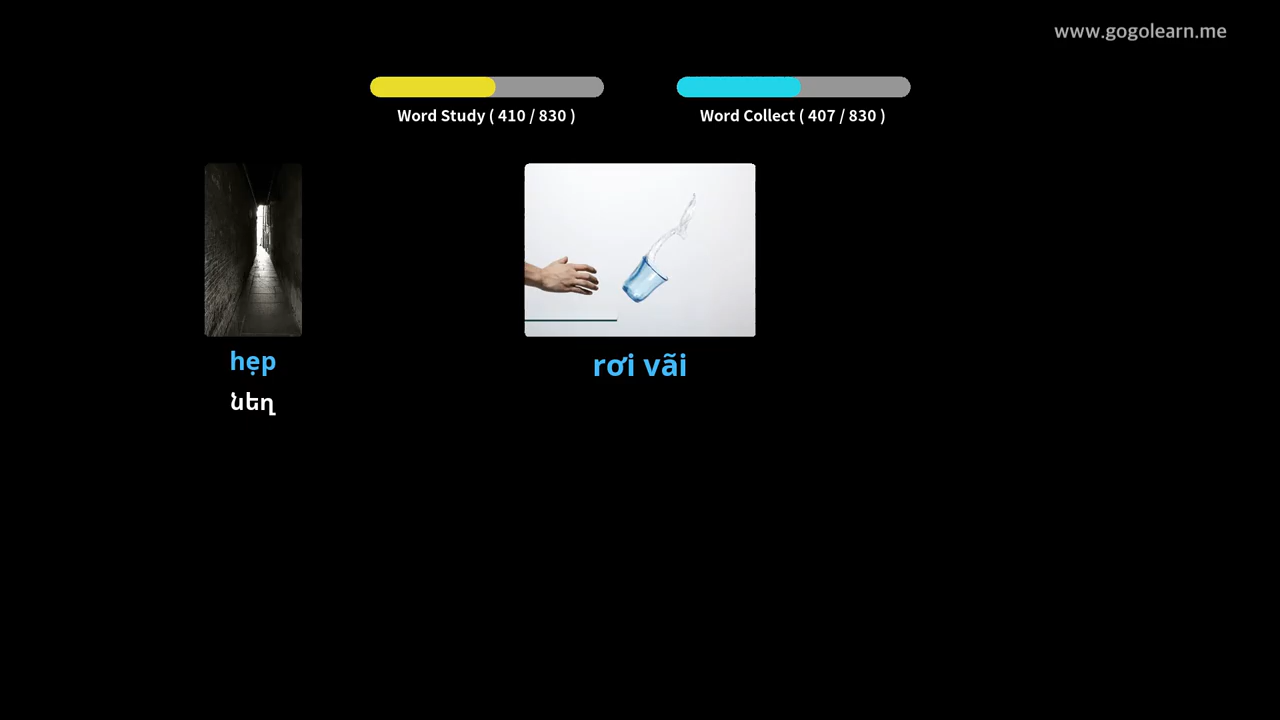 www.gogolearn.me
Word Study ( 410 / 830 )
Word Collect ( 407 / 830 )
hẹp
նեղ
rơi vãi